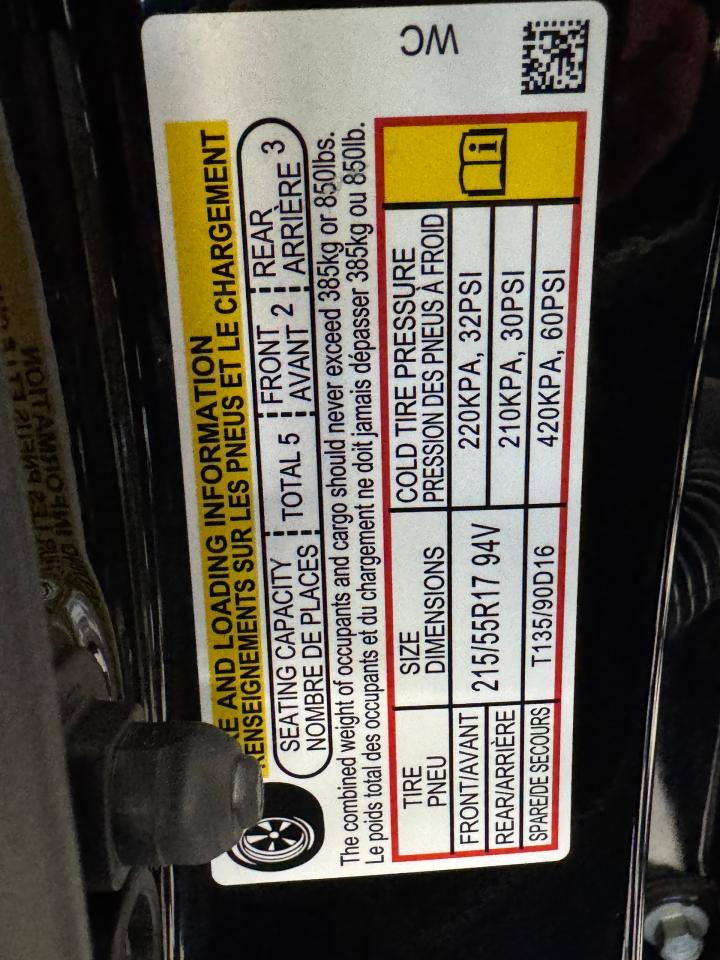 AND LOADING INFORMATION
RENSEIGNEMENTS SUR LES PNEUS ET LE CHARGEMENT
SEATING CAPACITY
NOMBRE DE PLACES
TOTAL 5
FRONT
AVANT 2
REAR
ARRIÈRE 3
The combined weight of occupants and cargo should never exceed 385kg or 850lbs.
Le poids total des occupants et du chargement ne doit jamais dépasser 385kg ou 850lb.
TIRE
PNEU
SIZE
DIMENSIONS
COLD TIRE PRESSURE
PRESSION DES PNEUS À FROID
FRONT/AVANT
215/55R17 94V
220KPA, 32PSI
REAR/ARRIÈRE
210KPA, 30PSI
SPARE/DE SECOURS
T135/90D16
420KPA, 60PSI
WC